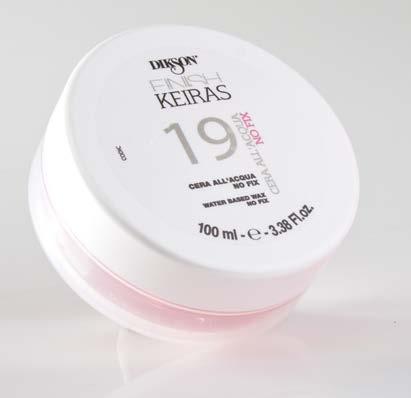 DIKSON
FINISH
KEIRAS
19
CERA ALL'ACQUA
NO FIX
CERA ALL'ACQUA
NO FIX
WATER BASED WAX
NO FIX
100 ml - e - 3.38 Fl.oz.
COD.